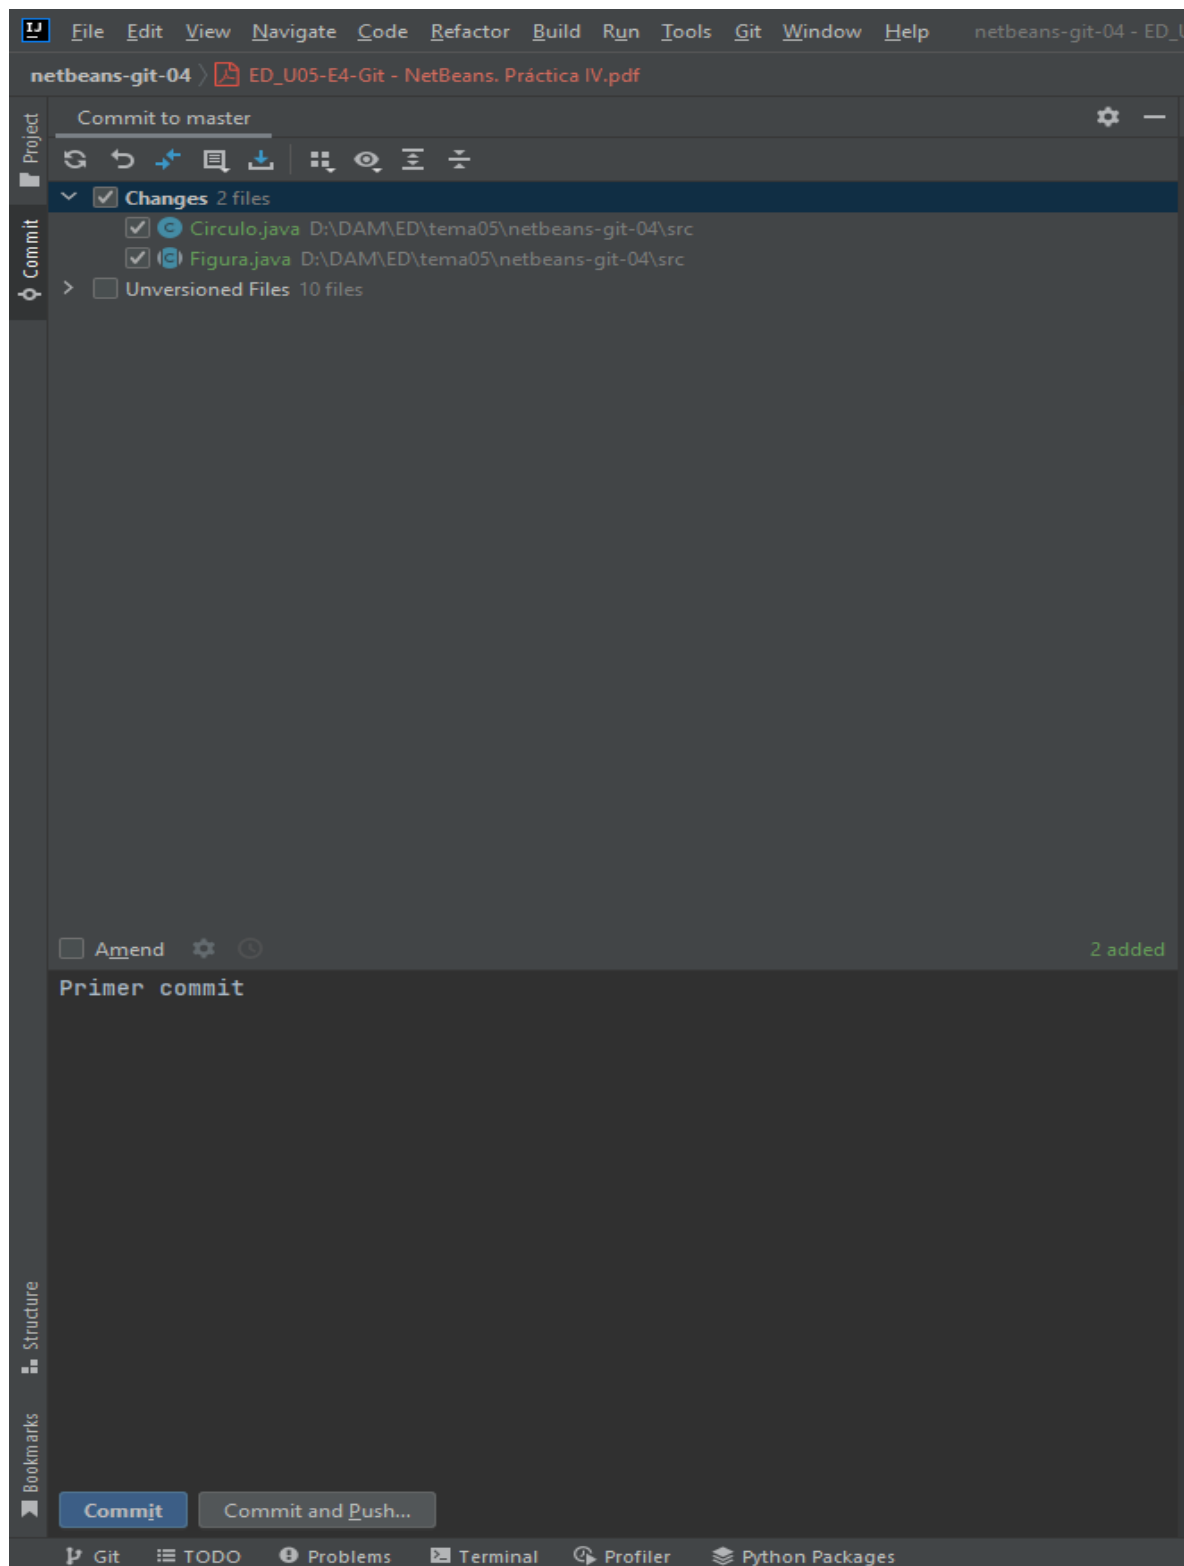 IJ File Edit View Navigate Code Refactor Build Run Tools Git Window Help netbeans-git-04 - ED_
netbeans-git-04 ED_U05-E4-Git - NetBeans. Práctica IV.pdf
Project
Commit to master
Changes 2 files
Circulo.java D:\DAM\ED\tema05\netbeans-git-04\src
Commit
Figura.java D:\DAM\ED\tema05\netbeans-git-04\src
Unversioned Files 10 files
Amend 2 added
Primer commit
Structure
Bookmarks
Commit Commit and Push...
Git TODO Problems Terminal Profiler Python Packages